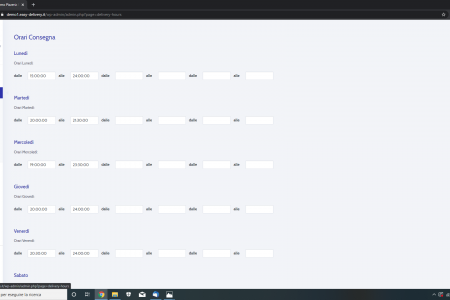 demo1.easy-delivery.it/wp-admin/admin.php?page=delivery-hours
Orari Consegna
Lunedì
Orari Lunedì
dalle 15:00:00 alle 24:00:00 dalle alle dalle alle
Martedì
Orari Martedì
dalle 20:00:00 alle 21:30:00 dalle alle dalle alle
Mercoledì
Orari Mercoledì
dalle 19:00:00 alle 23:30:00 dalle alle dalle alle
Giovedì
Orari Giovedì
dalle 20:00:00 alle 24:00:00 dalle alle dalle alle
Venerdì
Orari Venerdì
dalle 20:30:00 alle 24:00:00 dalle alle dalle alle
Sabato
per eseguire la ricerca